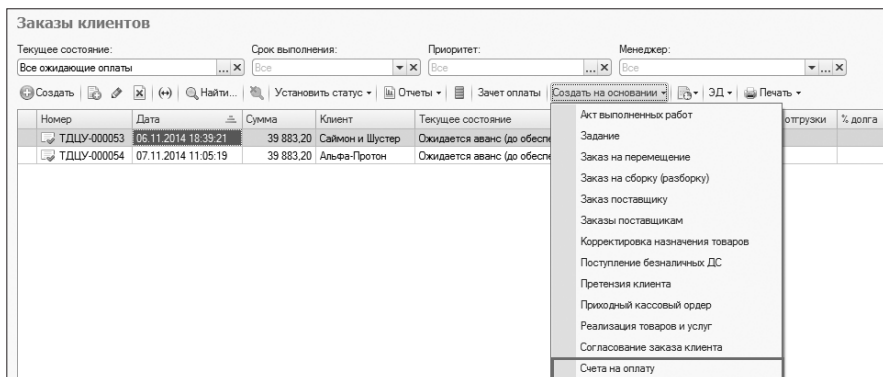 Заказы клиентов
Текущее состояние: Срок выполнения: Приоритет: Менеджер:
Все ожидающие оплаты ... × Все × Все ... × Все ... ×
Создать Найти... Установить статус Отчеты Зачет оплаты Создать на основании ЭД Печать
Номер Дата Сумма Клиент Текущее состояние отгрузки % долга
ТДЦУ-000053 06.11.2014 18:39:21 39 883,20 Саймон и Шустер Ожидается аванс (до обеспе
ТДЦУ-000054 07.11.2014 11:05:19 39 883,20 Альфа-Протон Ожидается аванс (до обеспе
Акт выполненных работ
Задание
Заказ на перемещение
Заказ на сборку (разборку)
Заказ поставщику
Заказы поставщикам
Корректировка назначения товаров
Поступление безналичных ДС
Претензия клиента
Приходный кассовый ордер
Реализация товаров и услуг
Согласование заказа клиента
Счета на оплату